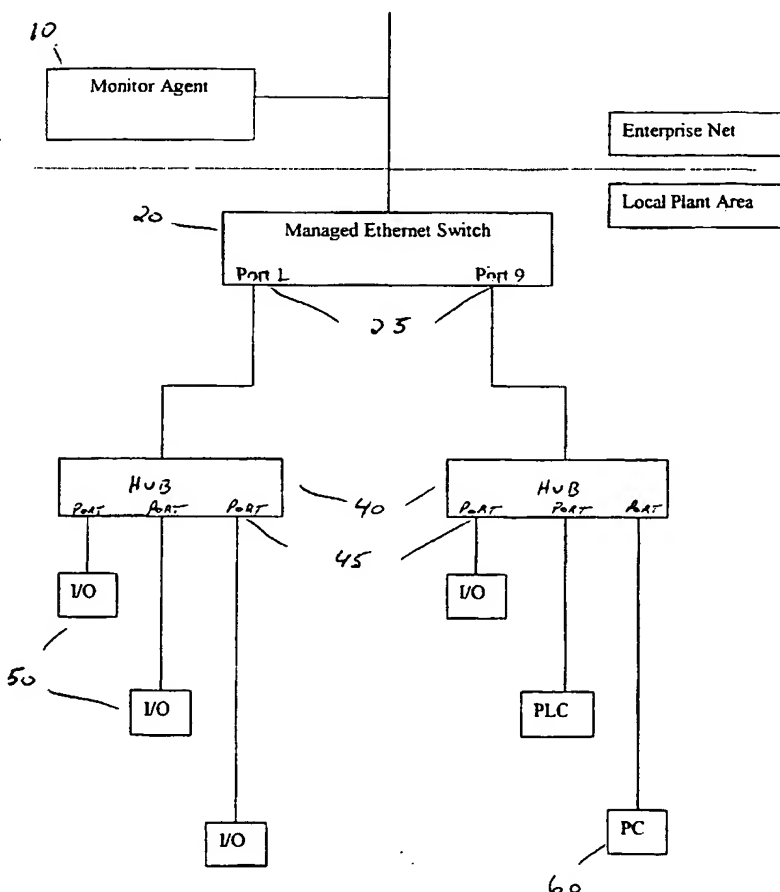 10
Monitor Agent
Enterprise Net
Local Plant Area
20
Managed Ethernet Switch
Port 1 Port 9
25
HUB HUB
40
PORT PORT PORT PORT PORT PORT
45
I/O I/O
50
I/O PLC
I/O PC
60